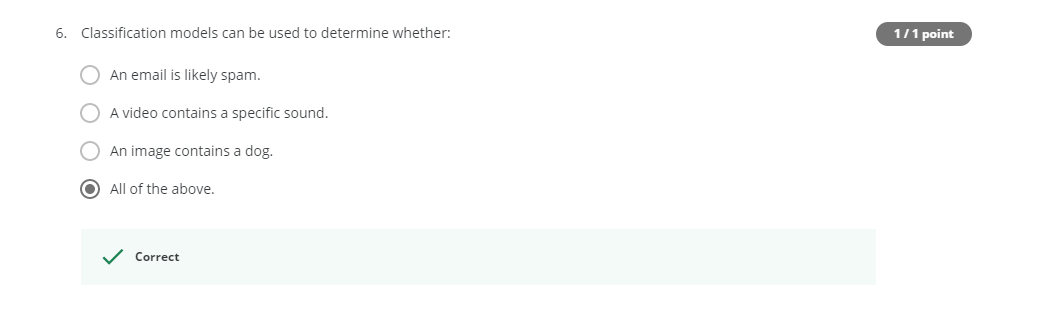 6. Classification models can be used to determine whether:
1 / 1 point
An email is likely spam.
A video contains a specific sound.
An image contains a dog.
All of the above.
Correct